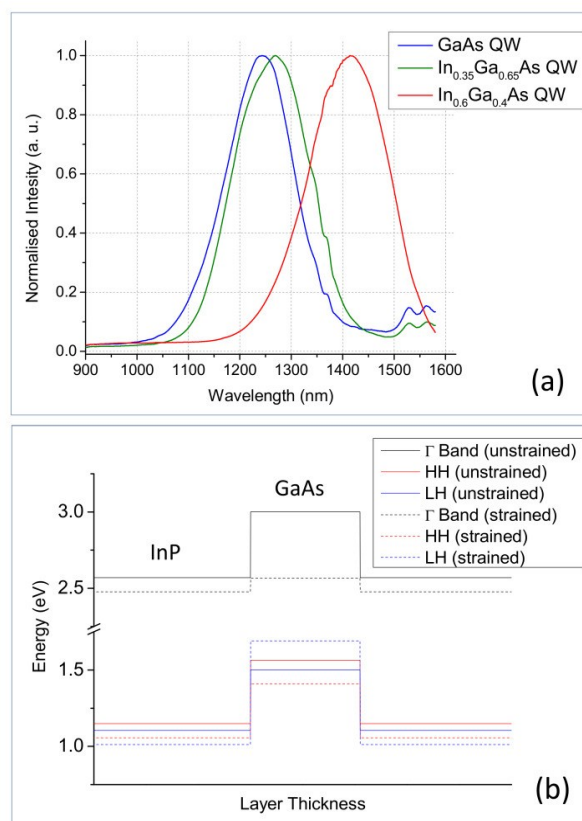 (a)
GaAs QW
In0.35Ga0.65As QW
In0.6Ga0.4As QW
1.0
0.8
0.6
0.4
0.2
0.0
Normalised Intesity (a. u.)
900 1000 1100 1200 1300 1400 1500 1600
Wavelength (nm)
(b)
Γ Band (unstrained)
HH (unstrained)
LH (unstrained)
Γ Band (strained)
HH (strained)
LH (strained)
GaAs
InP
3.0
2.5
1.5
1.0
Energy (eV)
Layer Thickness